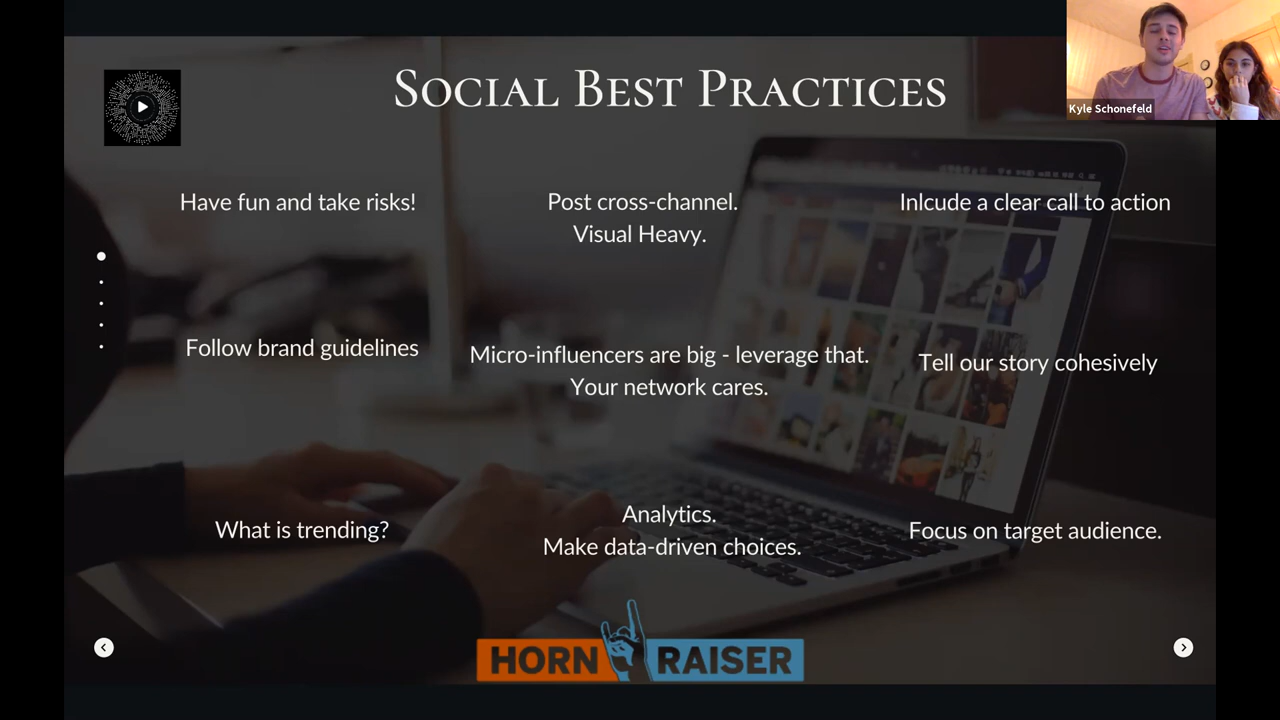 Social Best Practices
Kyle Schonefeld
Have fun and take risks!
Post cross-channel.
Visual Heavy.
Inlcude a clear call to action
Follow brand guidelines
Micro-influencers are big - leverage that.
Your network cares.
Tell our story cohesively
What is trending?
Analytics.
Make data-driven choices.
Focus on target audience.
HORN RAISER